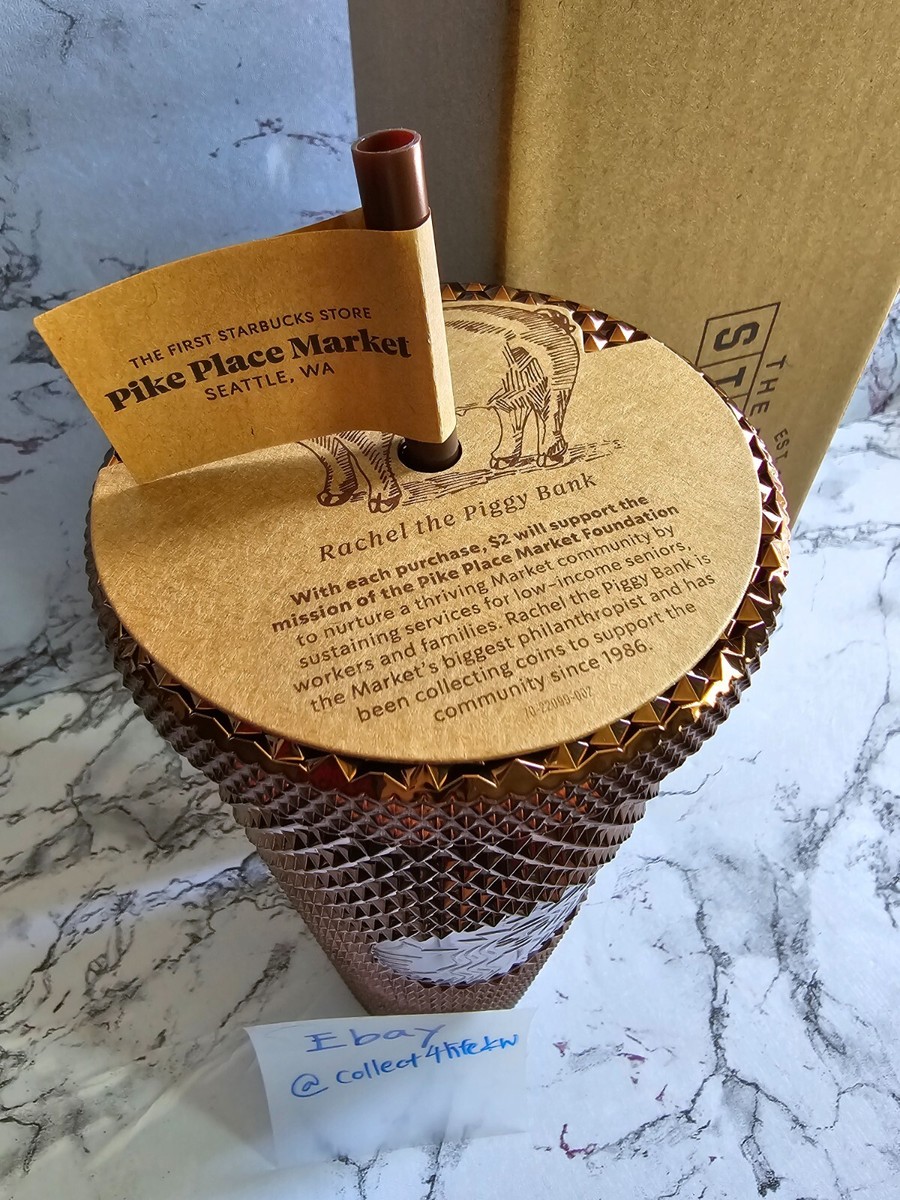 THE FIRST STARBUCKS STORE
Pike Place Market
SEATTLE, WA
Rachel the Piggy Bank
With each purchase, $2 will support the
mission of the Pike Place Market Foundation
to nurture a thriving Market community by
sustaining services for low-income seniors,
workers and families. Rachel the Piggy Bank is
the Market's biggest philanthropist and has
been collecting coins to support the
community since 1986.
THE
EST
ST
Ebay
@collect4lifekw